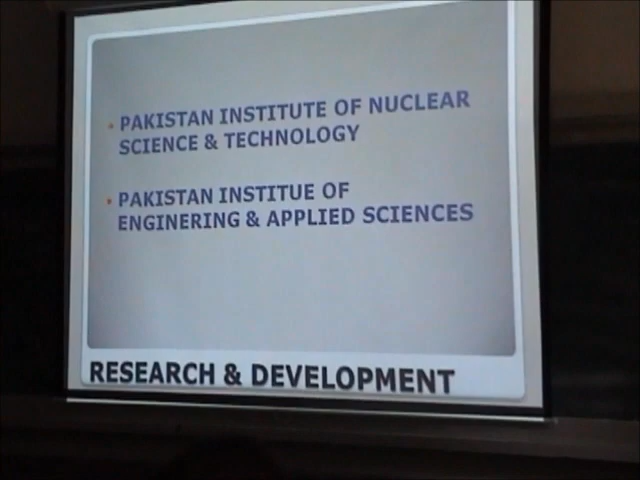 • PAKISTAN INSTITUTE OF NUCLEAR
SCIENCE & TECHNOLOGY
• PAKISTAN INSTITUE OF
ENGINERING & APPLIED SCIENCES
RESEARCH & DEVELOPMENT